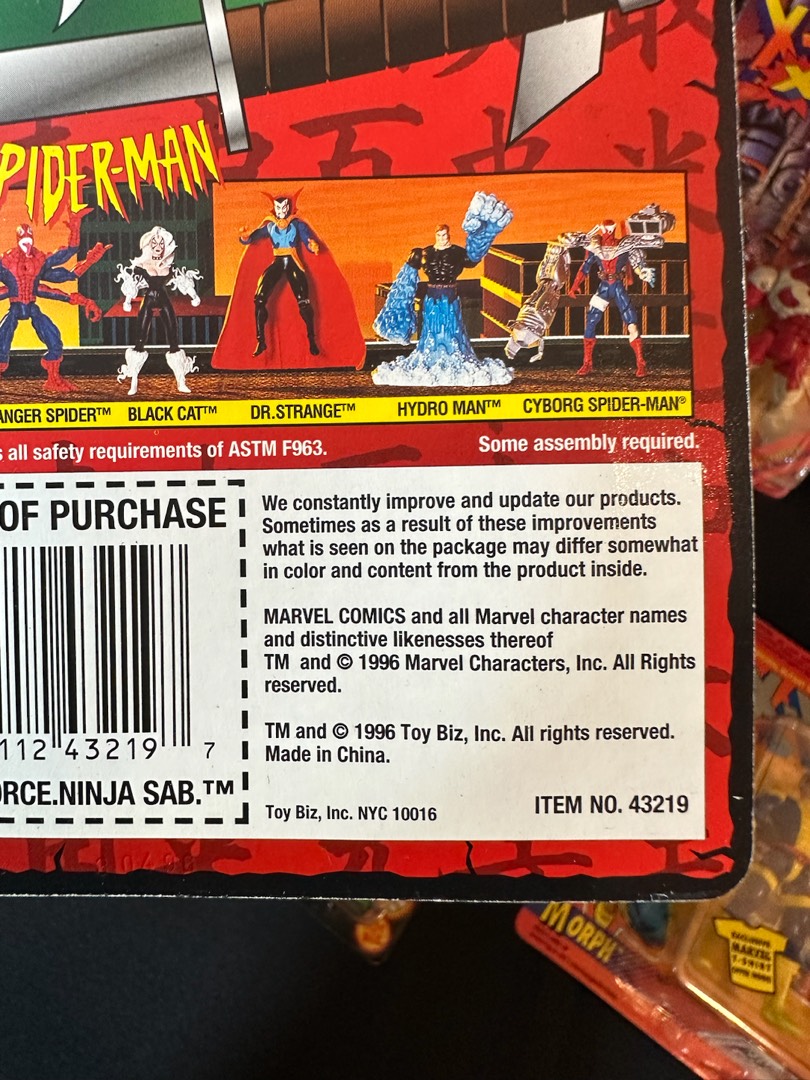 PIDER-MAN
ANGER SPIDER™ BLACK CAT™ DR.STRANGE™ HYDRO MAN™ CYBORG SPIDER-MAN®
s all safety requirements of ASTM F963.
Some assembly required.
OF PURCHASE
112 43219 7
ORCE.NINJA SAB.™
We constantly improve and update our products.
Sometimes as a result of these improvements
what is seen on the package may differ somewhat
in color and content from the product inside.
MARVEL COMICS and all Marvel character names
and distinctive likenesses thereof
TM and © 1996 Marvel Characters, Inc. All Rights
reserved.
TM and © 1996 Toy Biz, Inc. All rights reserved.
Made in China.
Toy Biz, Inc. NYC 10016
ITEM NO. 43219
MORPH
EXCLUSIVE
MARVEL
T-SHIRT